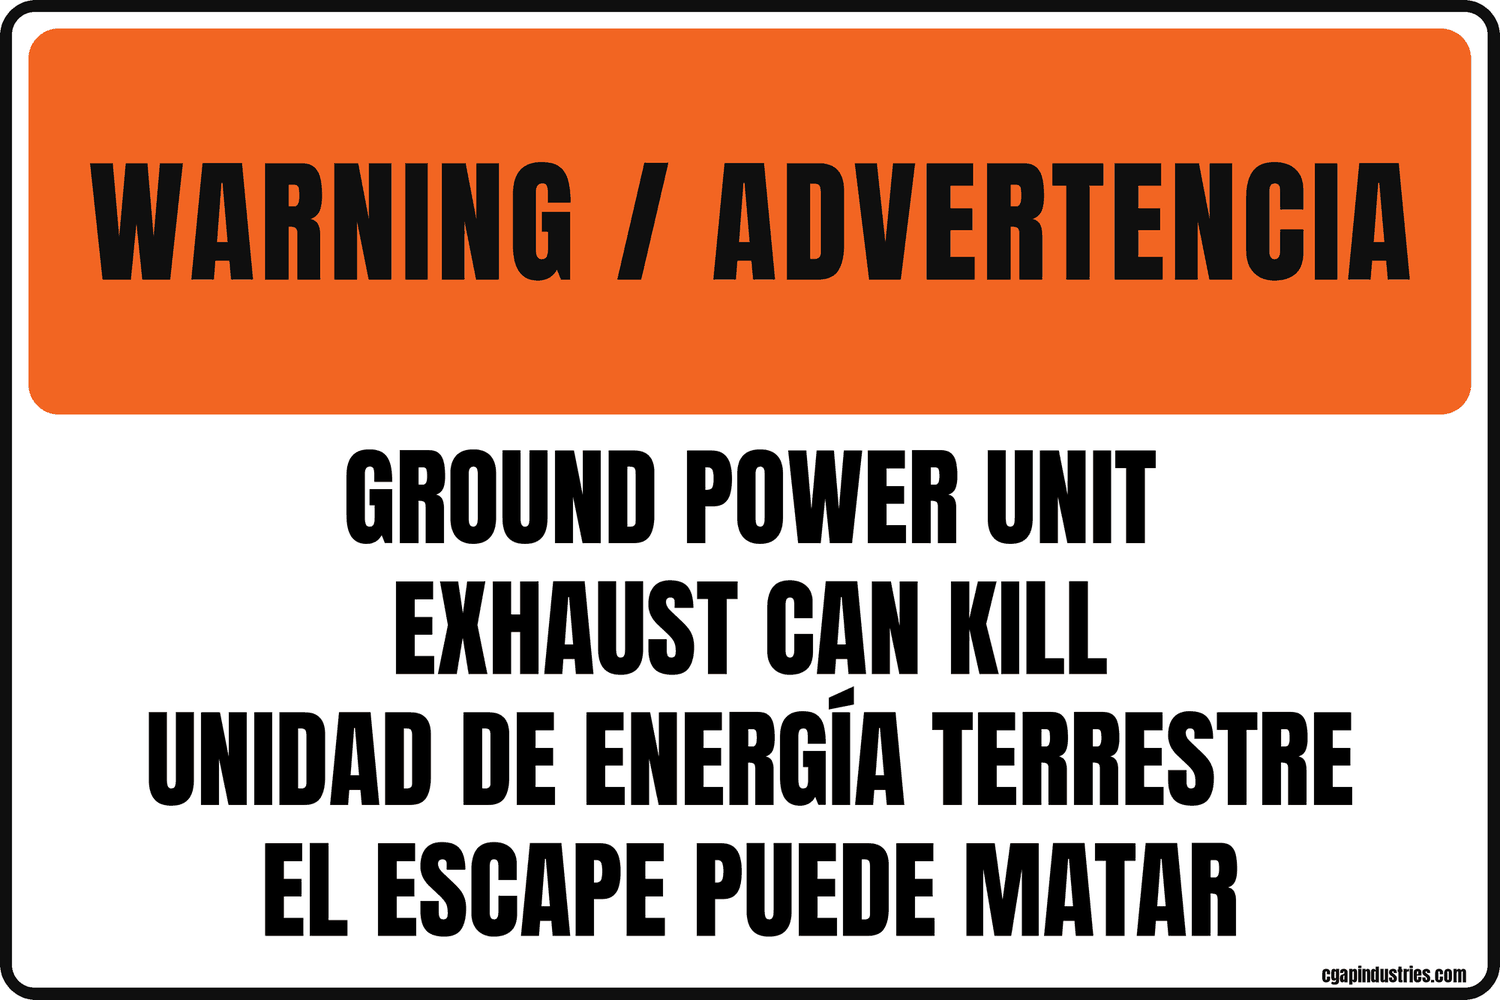 WARNING / ADVERTENCIA
GROUND POWER UNIT
EXHAUST CAN KILL
UNIDAD DE ENERGÍA TERRESTRE
EL ESCAPE PUEDE MATAR
cgapindustries.com